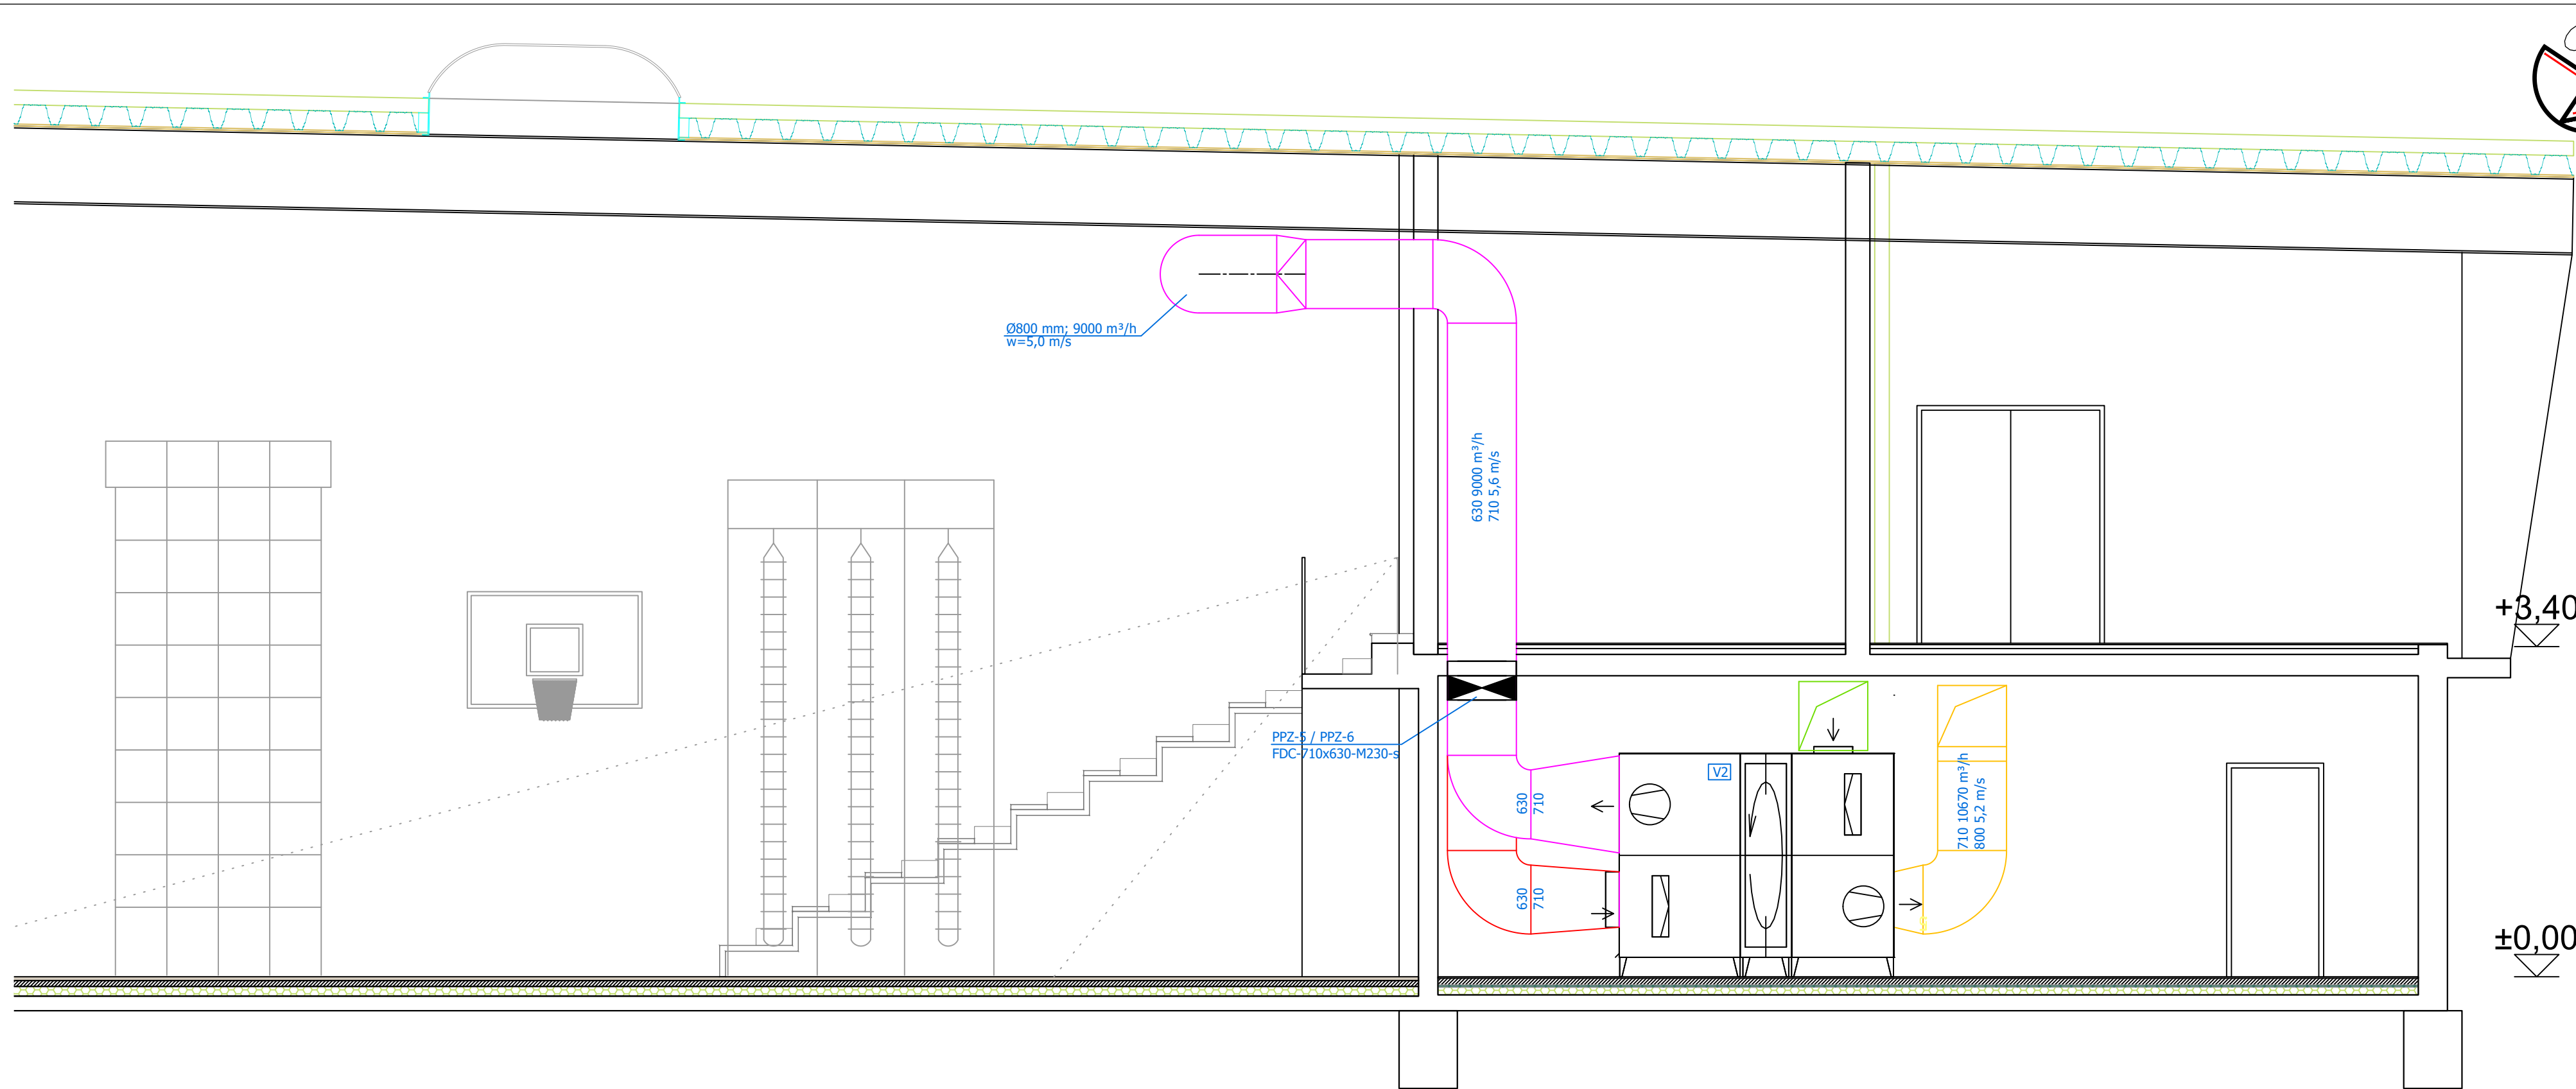 Ø800 mm; 9000 m³/h
w=5,0 m/s
630 9000 m³/h
710 5,6 m/s
+3,40
PPZ-5 / PPZ-6
FDC-710x630-M230-s
V2
630
710
710 10670 m³/h
800 5,2 m/s
630
710
±0,00